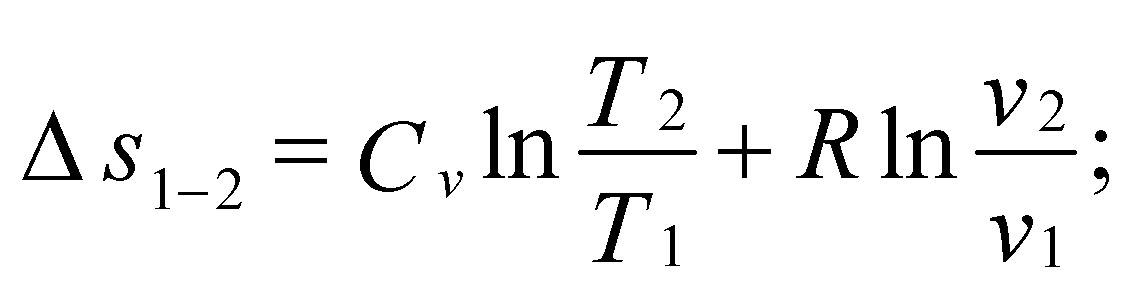 Δs₁₋₂ = Cᵥ ln T₂/T₁ + R ln v₂/v₁;